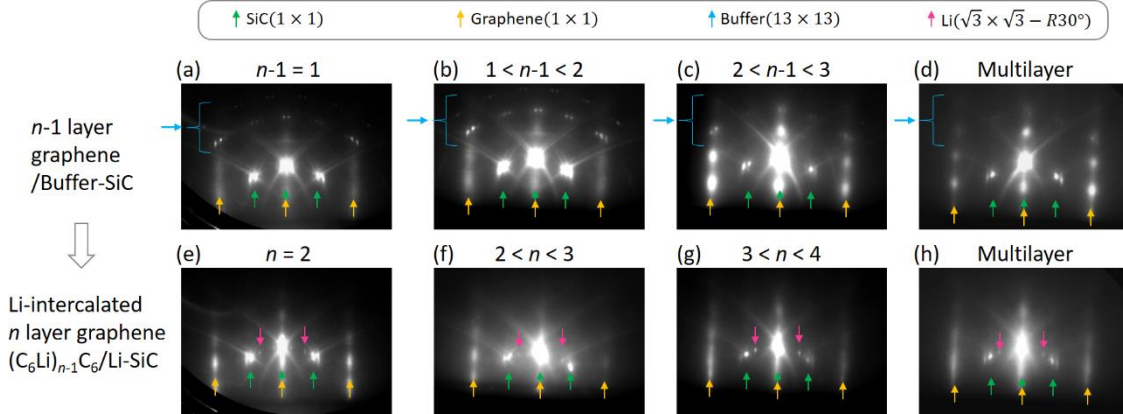 SiC(1 × 1) Graphene(1 × 1) Buffer(13 × 13) Li(√3 × √3 − R30°)
(a) n-1 = 1 (b) 1 < n-1 < 2 (c) 2 < n-1 < 3 (d) Multilayer
n-1 layer
graphene
/Buffer-SiC
(e) n = 2 (f) 2 < n < 3 (g) 3 < n < 4 (h) Multilayer
Li-intercalated
n layer graphene
(C₆Li)ₙ₋₁C₆/Li-SiC